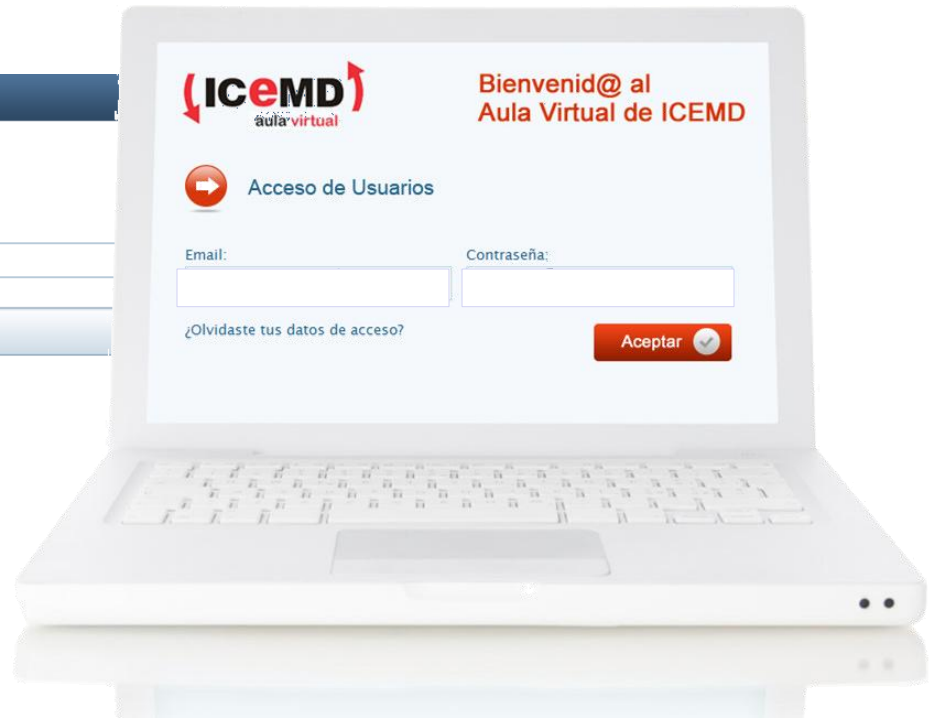 ICeMD
aula virtual
Bienvenid@ al
Aula Virtual de ICEMD
Acceso de Usuarios
Email:
Contraseña:
¿Olvidaste tus datos de acceso?
Aceptar